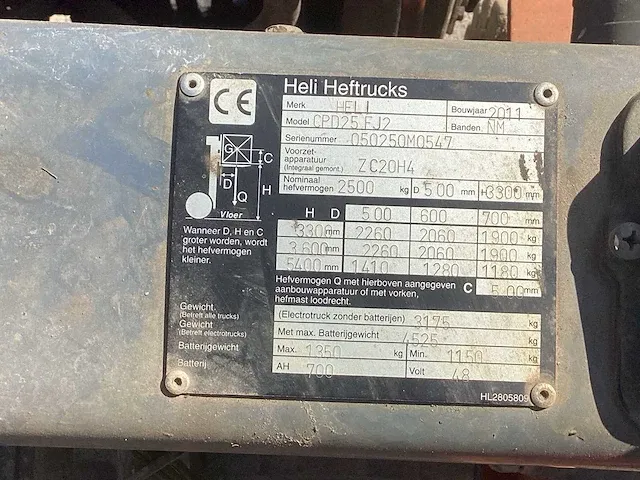 CE
Heli Heftrucks
Merk HELI Bouwjaar 2011
Model CPD25 FJ2 Banden NM
Serienummer 050250M0547
Voorzet-
apparatuur
(Integraal gemont.) ZC20H4
Nominaal
hefvermogen 2500 kg D 500 mm H 3300 mm
G
C
D
Q
H
Vloer
Wanneer D, H en C
groter worden, wordt
het hefvermogen
kleiner.
H D 500 600 700 mm
330 mm 2260 2060 1900 kg
3600 mm 2260 2060 1900 kg
5400 mm 1410 1280 1180 kg
Hefvermogen Q met hierboven aangegeven
aanbouwapparatuur of met vorken,
hefmast loodrecht. C 500 mm
Gewicht.
(Betreft alle trucks) (Electrotruck zonder batterijen) 3175 kg
Gewicht
(Betreft electrotrucks) Met max. Batterijgewicht 4525 kg
Batterijgewicht Max. 1350 kg Min. 1150 kg
Batterij AH 700 Volt 48
HL2805809